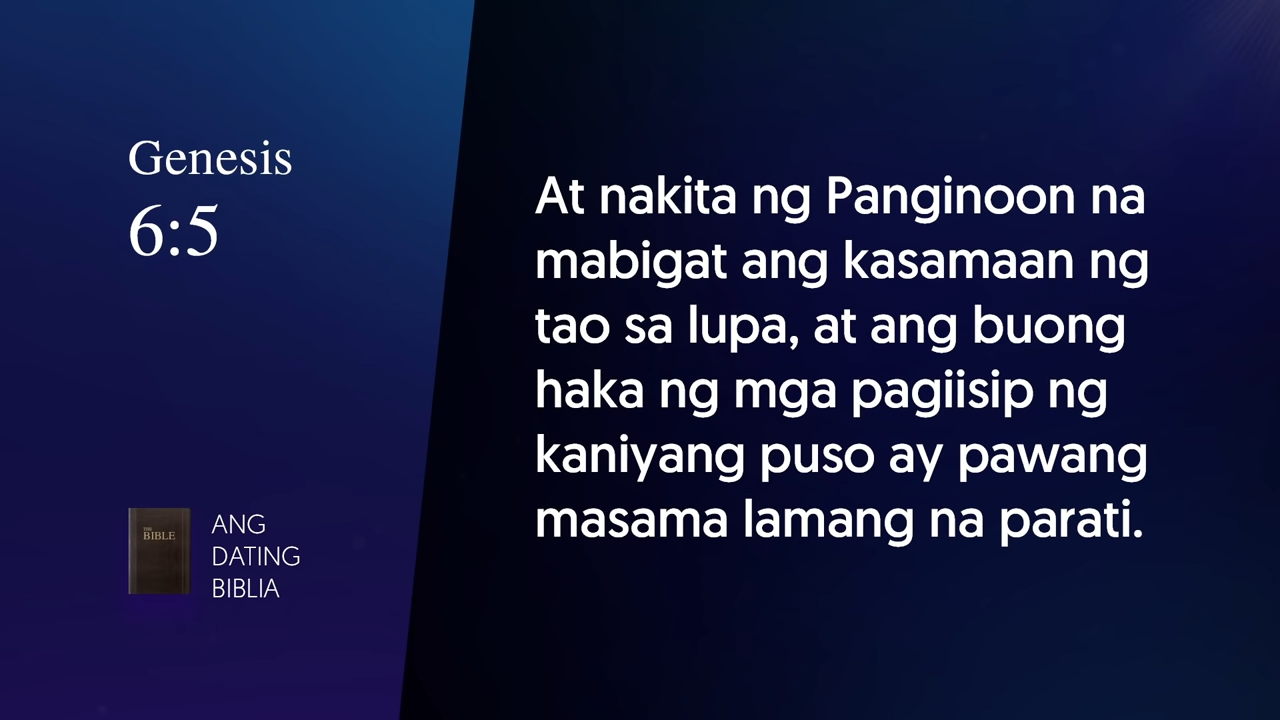 Genesis
6:5
At nakita ng Panginoon na
mabigat ang kasamaan ng
tao sa lupa, at ang buong
haka ng mga pagiisip ng
kaniyang puso ay pawang
masama lamang na parati.
THE
BIBLE
ANG
DATING
BIBLIA